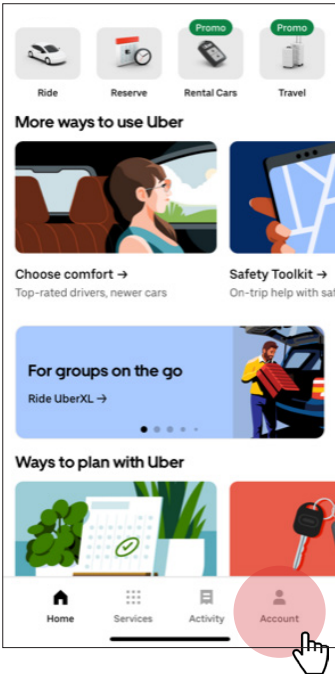 Promo
Promo
Ride
Reserve
Rental Cars
Travel
More ways to use Uber
Choose comfort →
Safety Toolkit →
Top-rated drivers, newer cars
On-trip help with saf
For groups on the go
Ride UberXL →
Ways to plan with Uber
Home
Services
Activity
Account